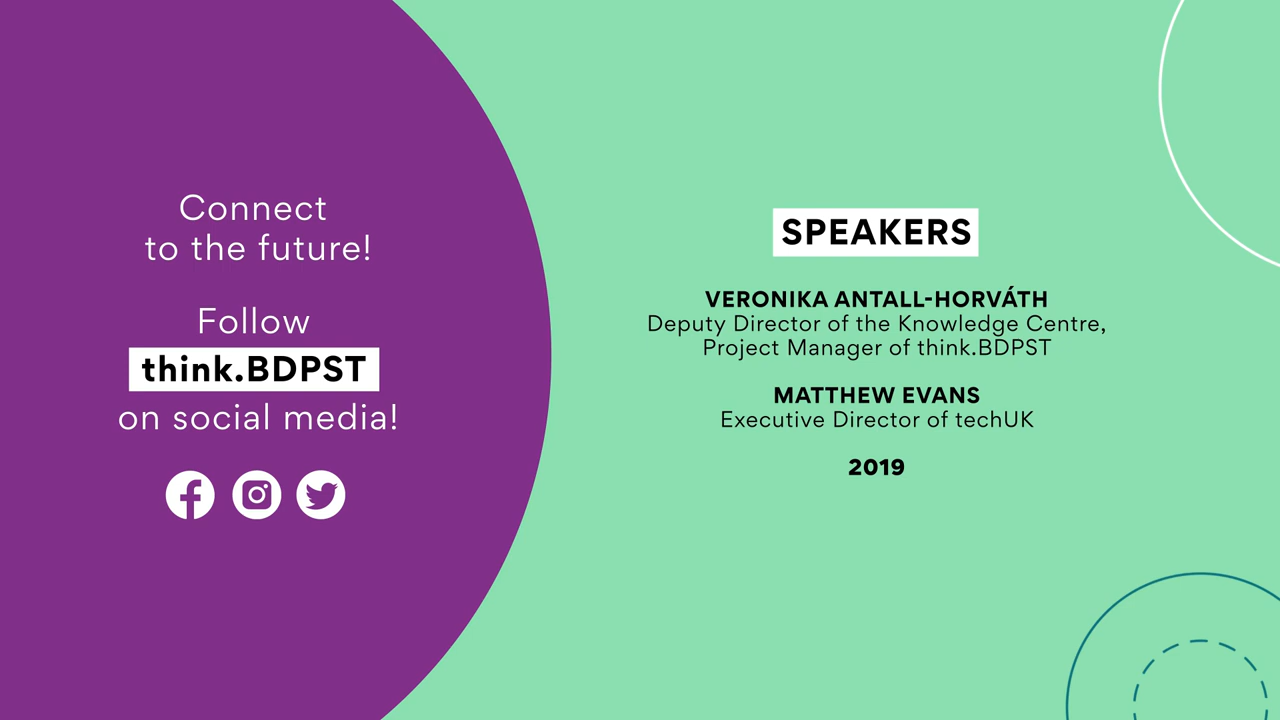 Connect
to the future!
Follow
think.BDPST
on social media!
SPEAKERS
VERONIKA ANTALL-HORVÁTH
Deputy Director of the Knowledge Centre,
Project Manager of think.BDPST
MATTHEW EVANS
Executive Director of techUK
2019